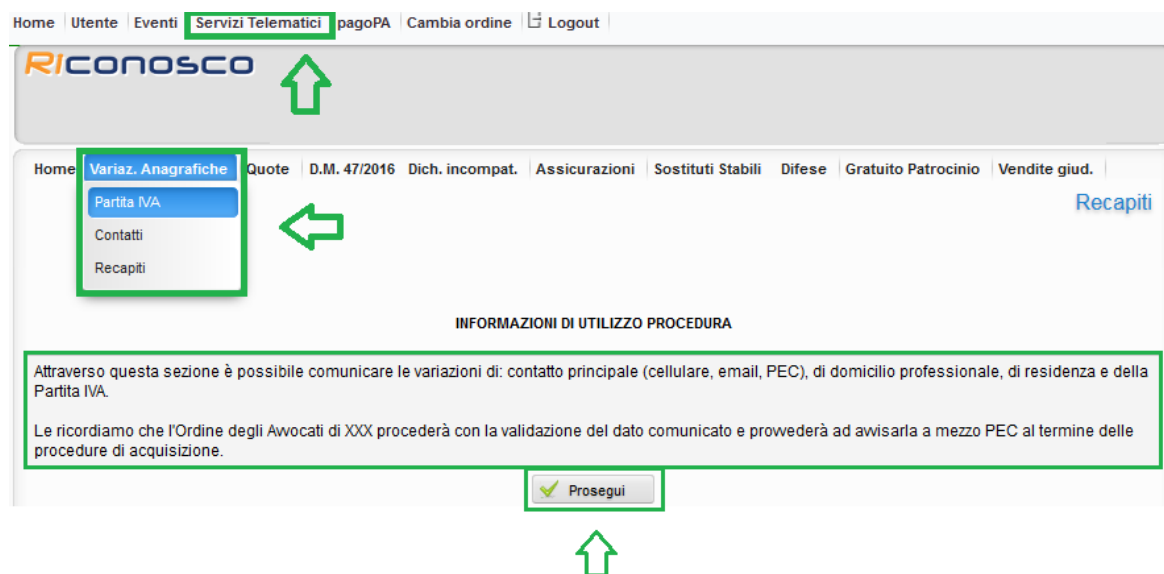 Home Utente Eventi Servizi Telematici pagoPA Cambia ordine Logout
RICONOSCO
Home Variaz. Anagrafiche Quote D.M. 47/2016 Dich. incompat. Assicurazioni Sostituti Stabili Difese Gratuito Patrocinio Vendite giud.
Partita IVA
Recapiti
Contatti
Recapiti
INFORMAZIONI DI UTILIZZO PROCEDURA
Attraverso questa sezione è possibile comunicare le variazioni di: contatto principale (cellulare, email, PEC), di domicilio professionale, di residenza e della
Partita IVA.
Le ricordiamo che l'Ordine degli Avvocati di XXX procederà con la validazione del dato comunicato e provvederà ad avvisarla a mezzo PEC al termine delle
procedure di acquisizione.
Prosegui